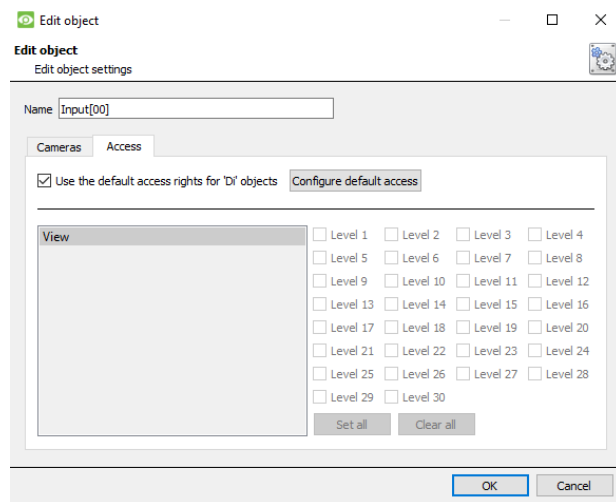 Edit object
Edit object
Edit object settings
Name Input[00]
Cameras Access
Use the default access rights for 'Di' objects Configure default access
View
Level 1 Level 2 Level 3 Level 4
Level 5 Level 6 Level 7 Level 8
Level 9 Level 10 Level 11 Level 12
Level 13 Level 14 Level 15 Level 16
Level 17 Level 18 Level 19 Level 20
Level 21 Level 22 Level 23 Level 24
Level 25 Level 26 Level 27 Level 28
Level 29 Level 30
Set all Clear all
OK Cancel